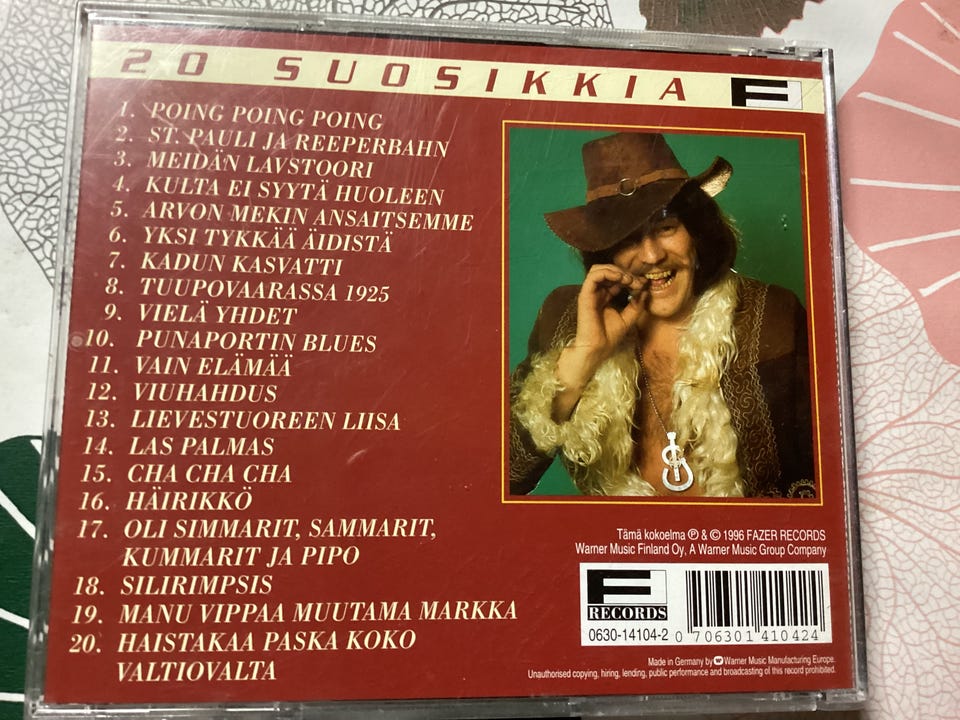 20 SUOSIKKIA F
1. POING POING POING
2. ST. PAULI JA REEPERBAHN
3. MEIDÄN LAVSTOORI
4. KULTA EI SYYTÄ HUOLEEN
5. ARVON MEKIN ANSAITSEMME
6. YKSI TYKKÄÄ ÄIDISTÄ
7. KADUN KASVATTI
8. TUUPOVAARASSA 1925
9. VIELÄ YHDET
10. PUNAPORTIN BLUES
11. VAIN ELÄMÄÄ
12. VIUHAHDUS
13. LIEVESTUOREEN LIISA
14. LAS PALMAS
15. CHA CHA CHA
16. HÄIRIKKÖ
17. OLI SIMMARIT, SAMMARIT,
KUMMARIT JA PIPO
18. SILIRIMPSIS
19. MANU VIPPAA MUUTAMA MARKKA
20. HAISTAKAA PASKA KOKO
VALTIOVALTA
Tämä kokoelma ℗ & © 1996 FAZER RECORDS
Warner Music Finland Oy, A Warner Music Group Company
F
RECORDS
0630-14104-2
0 706301 410424
Made in Germany by Warner Music Manufacturing Europe.
Unauthorised copying, hiring, lending, public performance and broadcasting of this record prohibited.